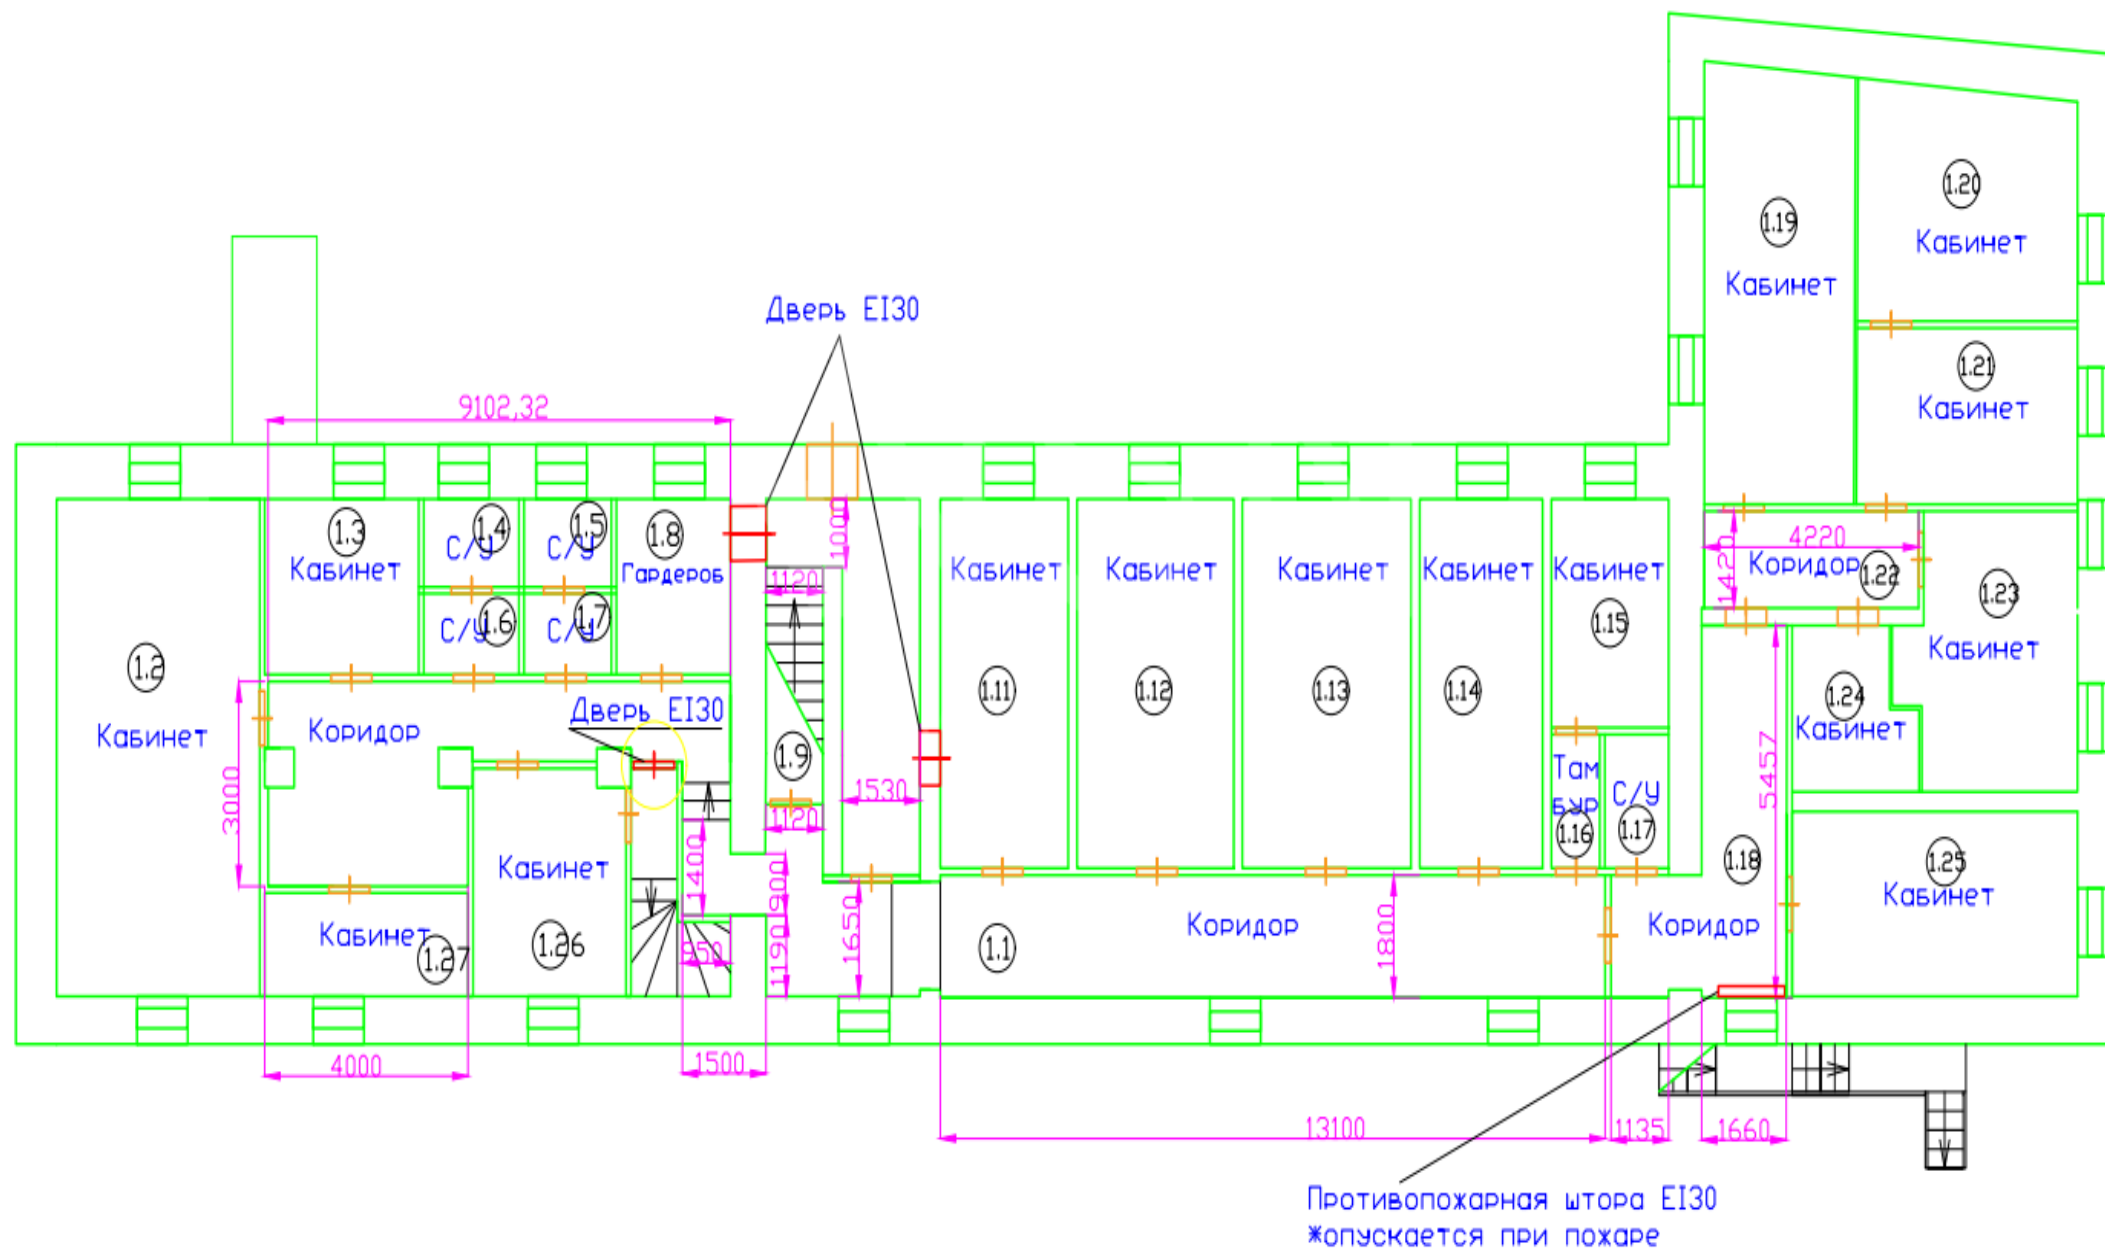 1.20
1.19
Кабинет
Кабинет
Дверь EI30
1.21
Кабинет
9102,32
1.3
1.4
1.5
1.8
1000
С/У
С/У
Кабинет
Гардероб
1120
Кабинет
Кабинет
Кабинет
Кабинет
Кабинет
4220
1420
Коридор
1.22
1.23
1.6
1.7
С/У
С/У
1.15
Кабинет
1.2
1.11
1.12
1.13
1.14
1.24
Кабинет
Дверь EI30
Коридор
Кабинет
1.9
Там
бур
С/У
5457
3000
1530
1120
1.16
1.17
1400
900
Кабинет
1.18
1.25
Кабинет
Кабинет
1.27
1.26
950
1190
1650
1.1
Коридор
1800
Коридор
4000
1500
13100
1135
1660
Противопожарная штора EI30
*опускается при пожаре